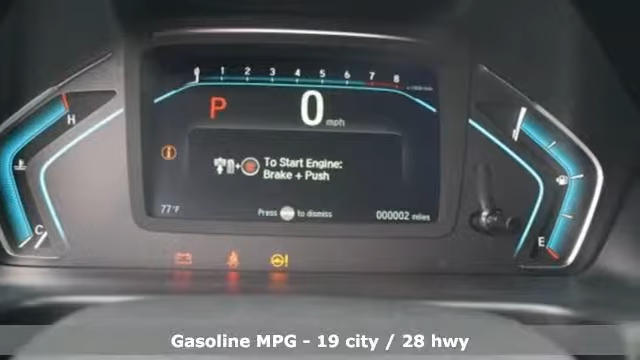 0 1 2 3 4 5 6 7 8
P 0 mph
H
To Start Engine:
Brake + Push
C
77°F Press to dismiss 000002 miles
E
Gasoline MPG - 19 city / 28 hwy